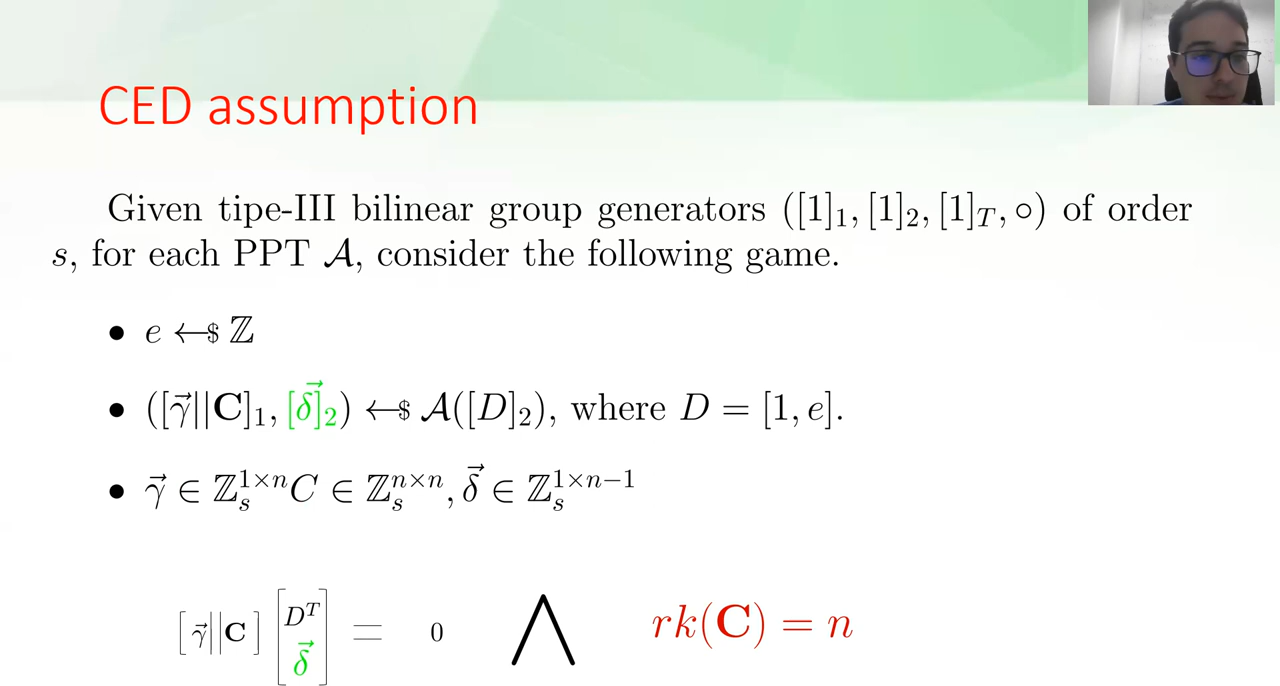 CED assumption
Given tipe-III bilinear group generators ([1]₁, [1]₂, [1]_T, ∘) of order
s, for each PPT 𝒜, consider the following game.
• e ←$ ℤ
• ([γ⃗||𝐂]₁, [δ⃗]₂) ←$ 𝒜([D]₂), where D = [1, e].
• γ⃗ ∈ ℤ_s^{1×n} C ∈ ℤ_s^{n×n}, δ⃗ ∈ ℤ_s^{1×n−1}
[γ⃗||𝐂] [D^T δ⃗] = 0 ⋀ rk(𝐂) = n